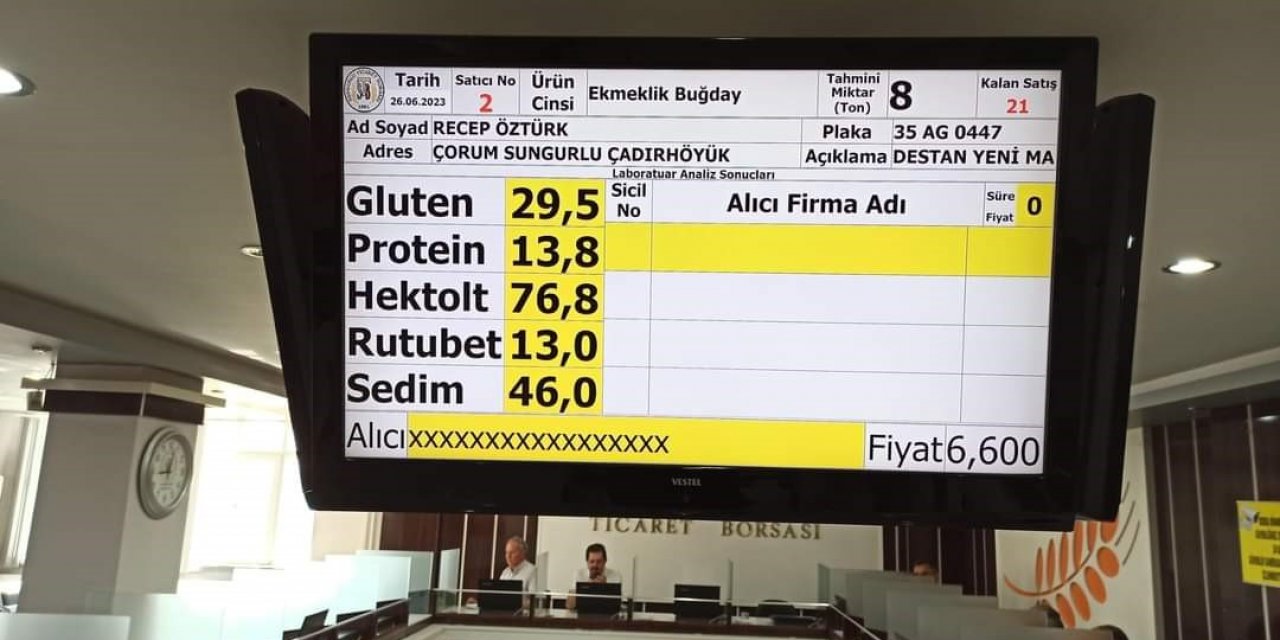 Tarih
26.06.2023
Satıcı No
2
Ürün
Cinsi
Ekmeklik Buğday
Tahmini
Miktar
(Ton)
8
Kalan Satış
21
Ad Soyad RECEP ÖZTÜRK
Plaka 35 AG 0447
Adres ÇORUM SUNGURLU ÇADIRHÖYÜK
Açıklama DESTAN YENİ MA
Laboratuar Analiz Sonucları
Gluten 29,5
Protein 13,8
Hektolt 76,8
Rutubet 13,0
Sedim 46,0
Sicil
No
Alıcı Firma Adı
Süre
Fiyat
0
Alıcı xxxxxxxxxxxxxxxxx
Fiyat 6,600
VESTEL
TİCARET BORSASI